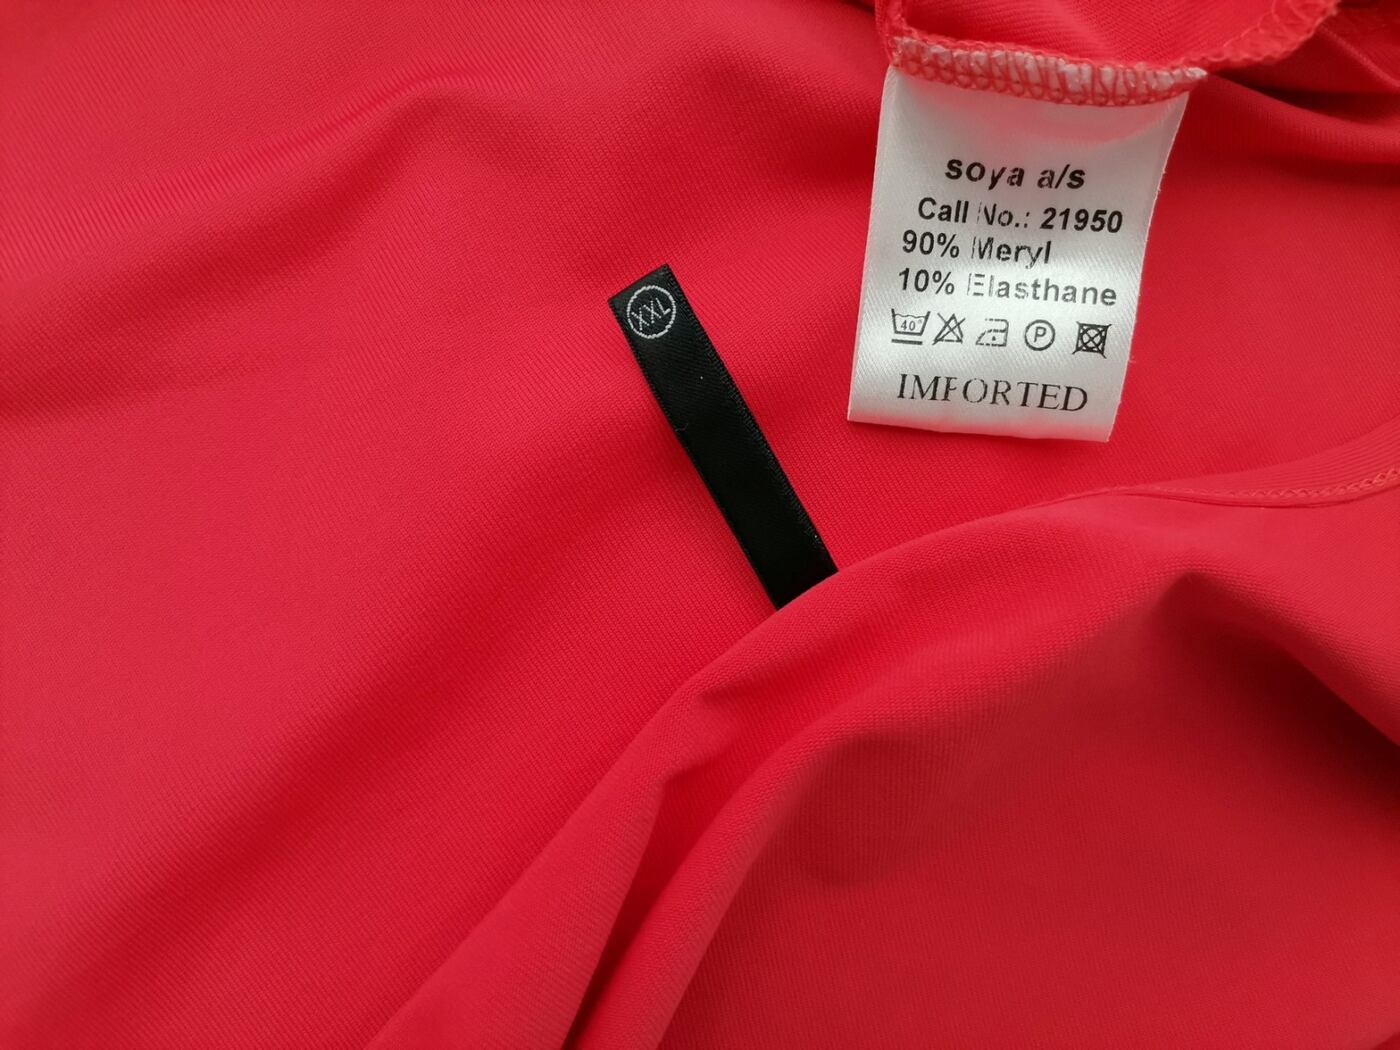 XXL
soya a/s
Call No.: 21950
90% Meryl
10% Elasthane
40° P
IMPORTED